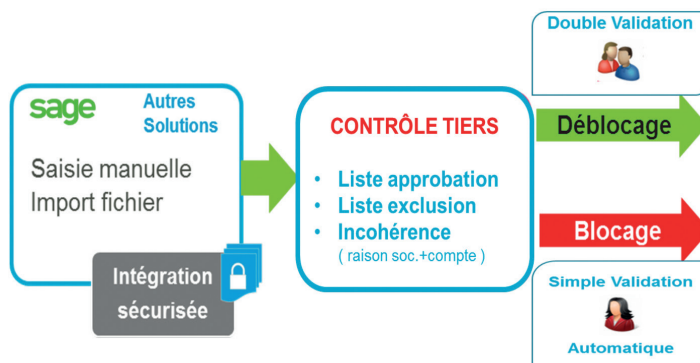 sage
Autres
Solutions
Saisie manuelle
Import fichier
Intégration
sécurisée
CONTRÔLE TIERS
• Liste approbation
• Liste exclusion
• Incohérence
( raison soc.+compte )
Double Validation
Déblocage
Blocage
Simple Validation
Automatique